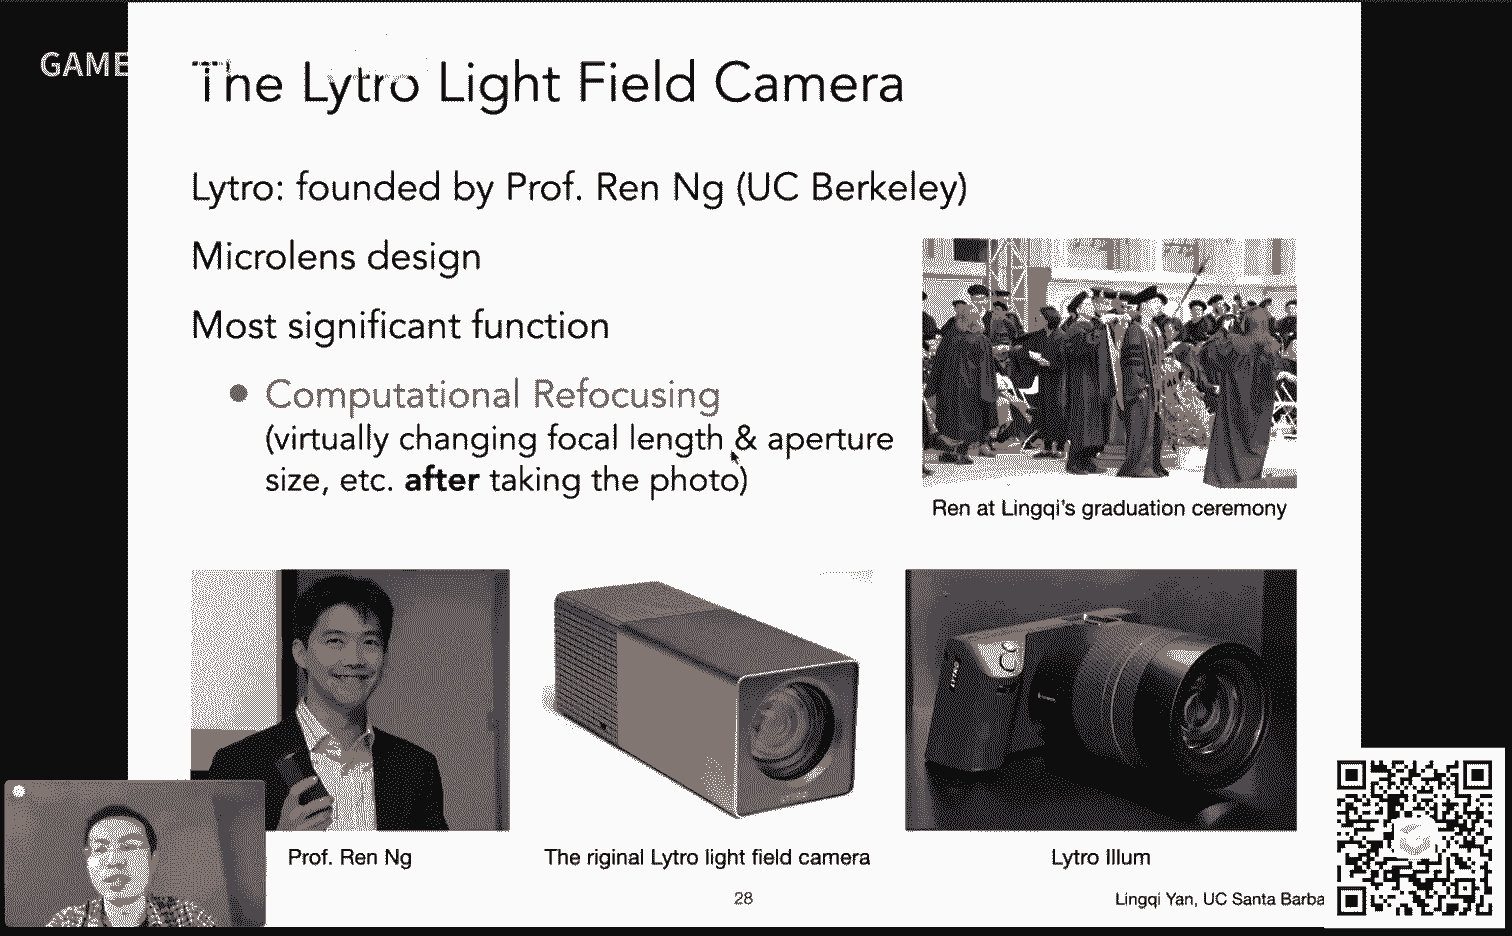 GAME
The Lytro Light Field Camera
Lytro: founded by Prof. Ren Ng (UC Berkeley)
Microlens design
Most significant function
• Computational Refocusing
(virtually changing focal length & aperture
size, etc. after taking the photo)
Ren at Lingqi's graduation ceremony
LYTRO
Prof. Ren Ng
The riginal Lytro light field camera
Lytro Illum
28
Lingqi Yan, UC Santa Barba